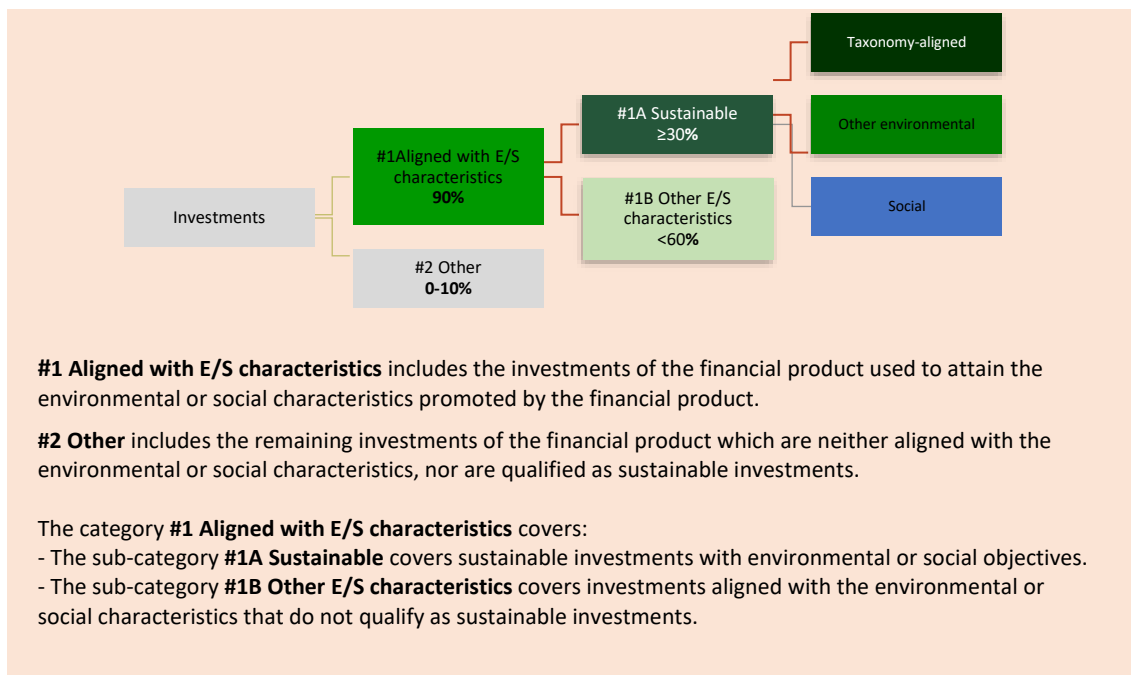 Taxonomy-aligned
#1A Sustainable
≥30%
Other environmental
#1Aligned with E/S
characteristics
90%
#1B Other E/S
characteristics
<60%
Social
Investments
#2 Other
0-10%
#1 Aligned with E/S characteristics includes the investments of the financial product used to attain the
environmental or social characteristics promoted by the financial product.
#2 Other includes the remaining investments of the financial product which are neither aligned with the
environmental or social characteristics, nor are qualified as sustainable investments.
The category #1 Aligned with E/S characteristics covers:
- The sub-category #1A Sustainable covers sustainable investments with environmental or social objectives.
- The sub-category #1B Other E/S characteristics covers investments aligned with the environmental or
social characteristics that do not qualify as sustainable investments.